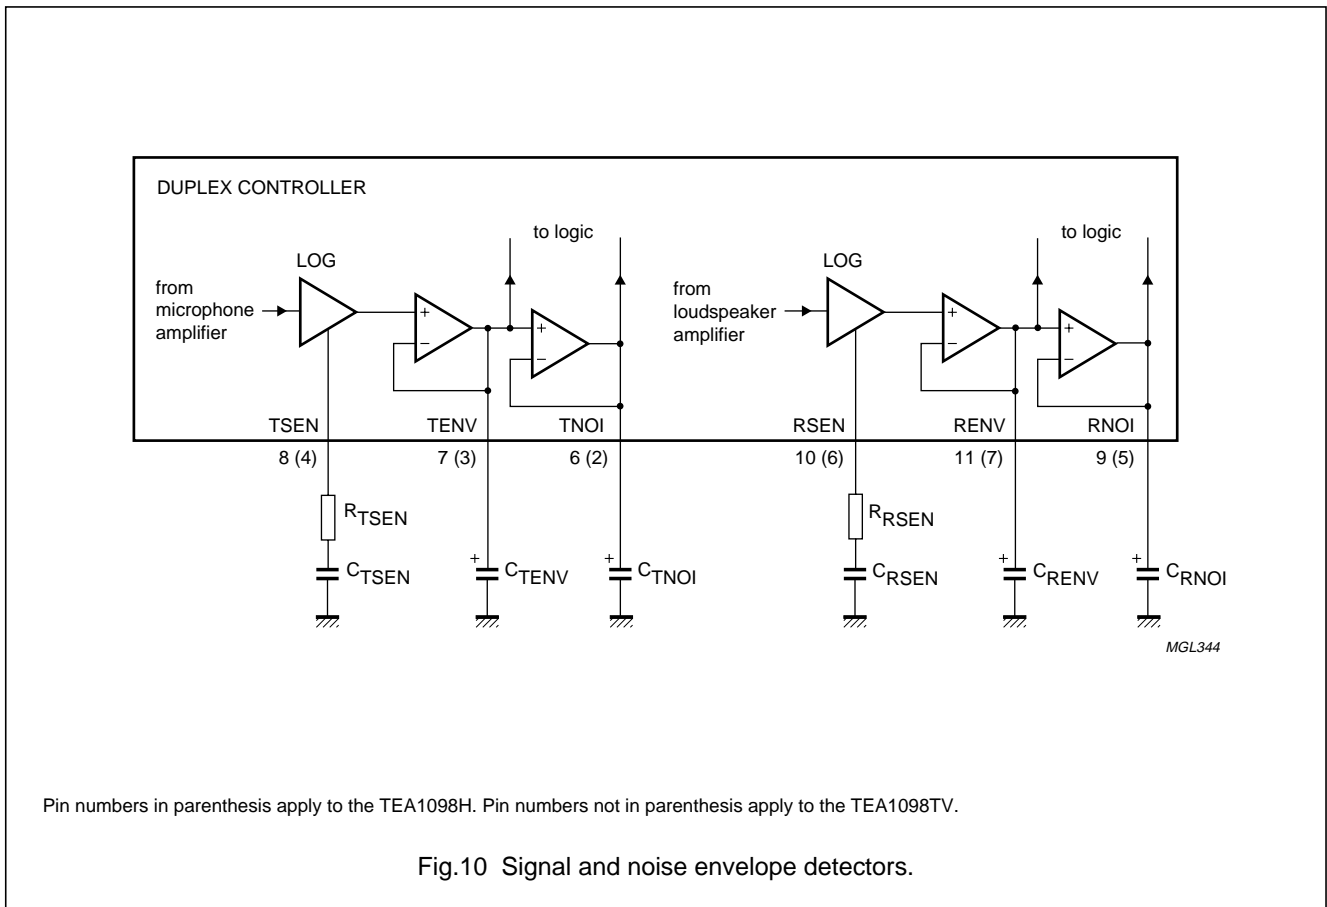 DUPLEX CONTROLLER
to logic
to logic
LOG
LOG
from
microphone
amplifier
from
loudspeaker
amplifier
+
−
+
−
+
−
+
−
TSEN
TENV
TNOI
RSEN
RENV
RNOI
8 (4)
7 (3)
6 (2)
10 (6)
11 (7)
9 (5)
RTSEN
RRSEN
CTSEN
+
CTENV
+
CTNOI
CRSEN
+
CRENV
+
CRNOI
MGL344
Pin numbers in parenthesis apply to the TEA1098H. Pin numbers not in parenthesis apply to the TEA1098TV.
Fig.10 Signal and noise envelope detectors.